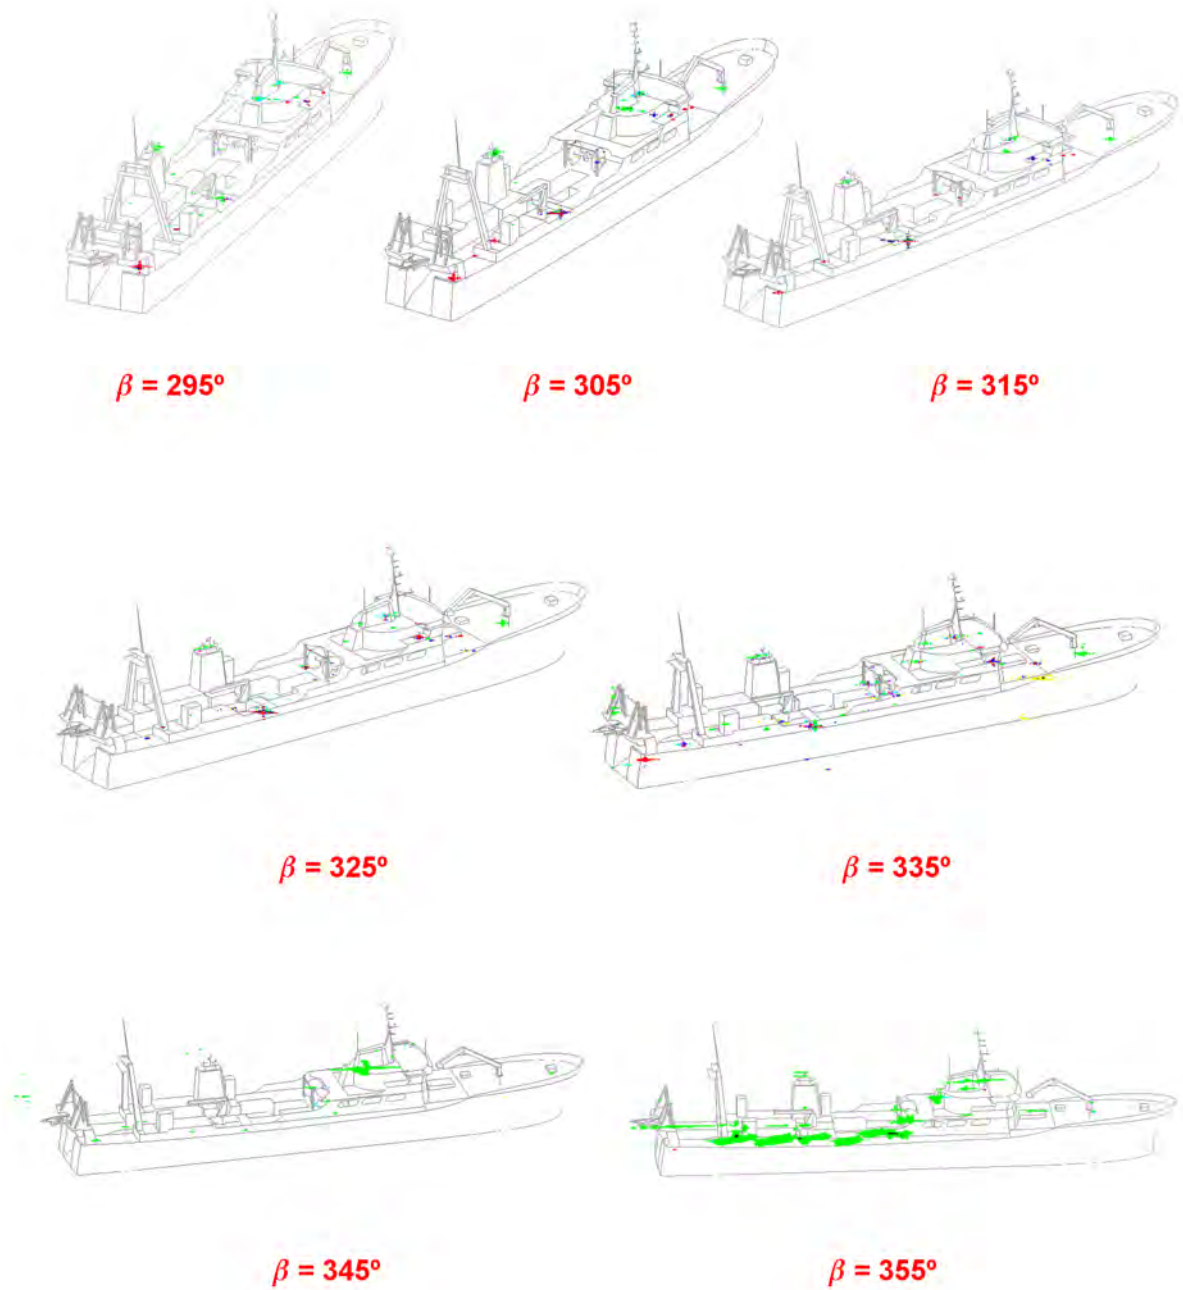 β = 295º
β = 305º
β = 315º
β = 325º
β = 335º
β = 345º
β = 355º